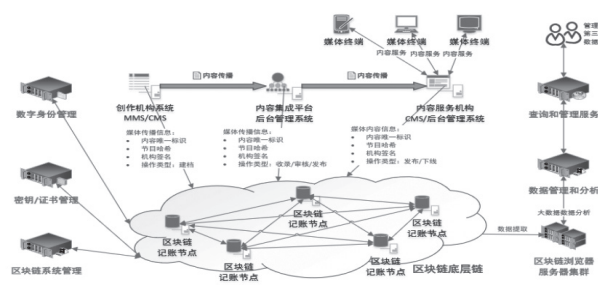 管理
第三
数据
媒体终端
媒体终端
媒体终端
内容服务
内容服务
内容服务
内容传播
内容传播
创作机构系统
MMS/CMS
内容集成平台
后台管理系统
内容服务机构
CMS/后台管理系统
媒体传播信息:
• 内容唯一标识
• 节目哈希
• 机构签名
• 操作类型:建档
媒体传播信息:
• 内容唯一标识
• 节目哈希
• 机构签名
• 操作类型:收录/审核/发布
媒体内容信息:
• 内容唯一标识
• 节目哈希
• 机构签名
• 操作类型:发布/下线
数字身份管理
密钥/证书管理
区块链系统管理
区块链
记账节点
区块链
记账节点
区块链
记账节点
区块链
记账节点
区块链
记账节点
区块链底层链
数据提取
查询和管理服务
数据管理和分析
大数据数据分析
区块链浏览器
服务器集群